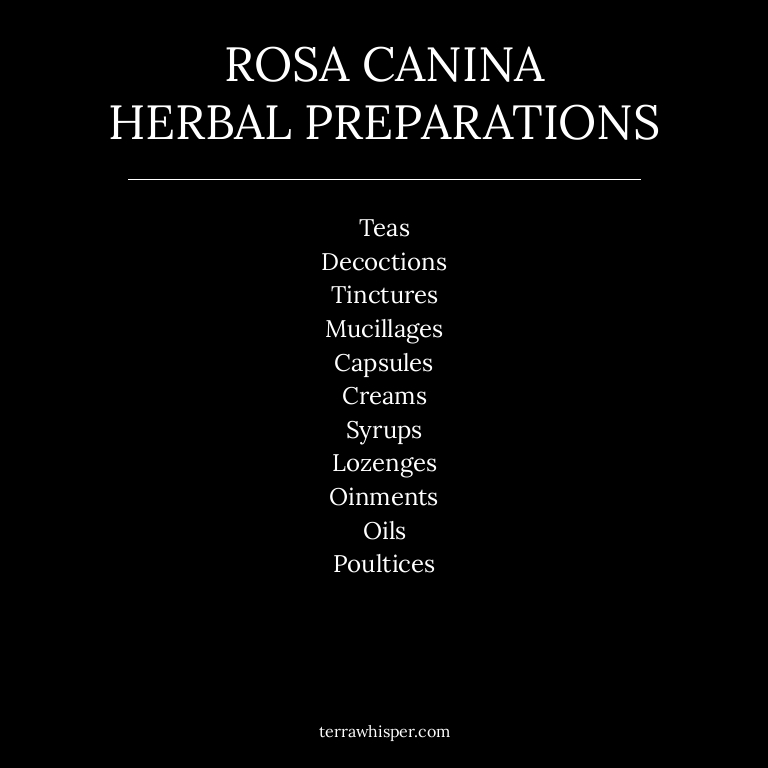 ROSA CANINA
HERBAL PREPARATIONS
Teas
Decoctions
Tinctures
Mucillages
Capsules
Creams
Syrups
Lozenges
Oinments
Oils
Poultices
terrawhisper.com